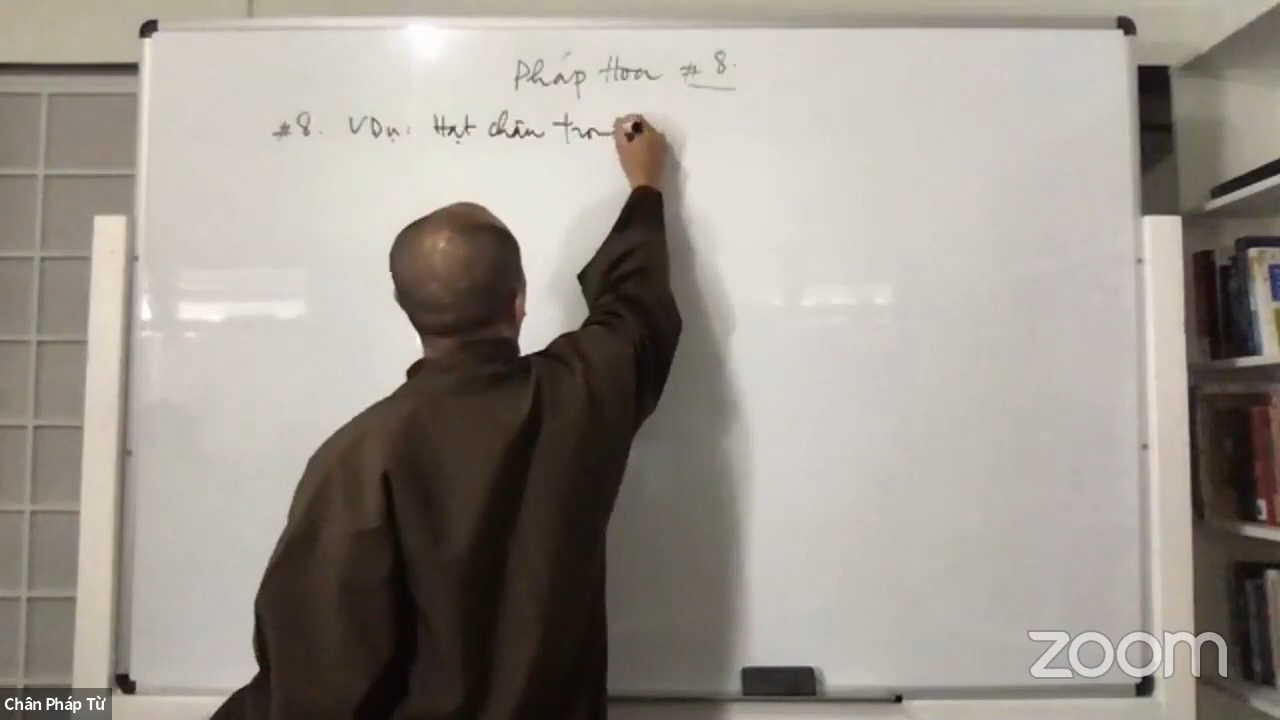 Pháp Hoa #8.
#8. VDụ: Hạt châu tron
zoom
Chân Pháp Từ